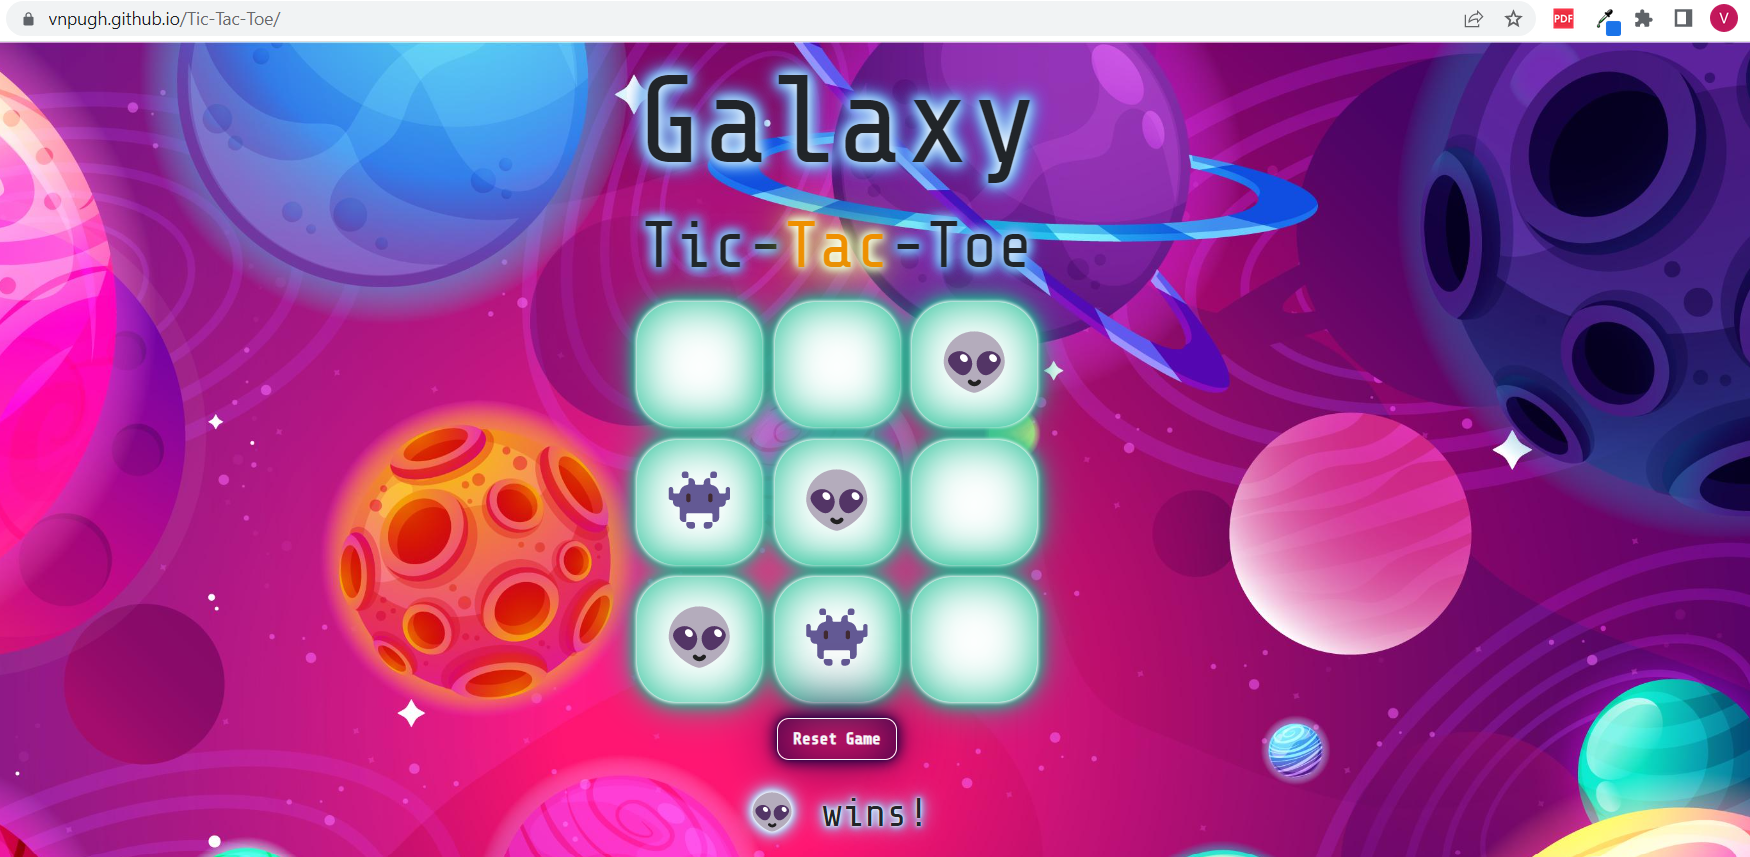 vnpugh.github.io/Tic-Tac-Toe/
PDF
V
Galaxy
Tic-Tac-Toe
Reset Game
wins!